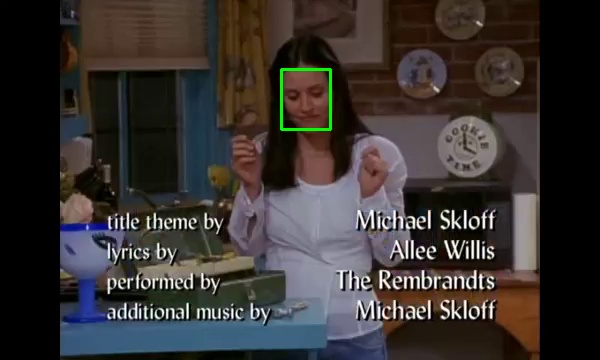 COOKIE
TIME
title theme by Michael Skloff
lyrics by Allee Willis
performed by The Rembrandts
additional music by Michael Skloff